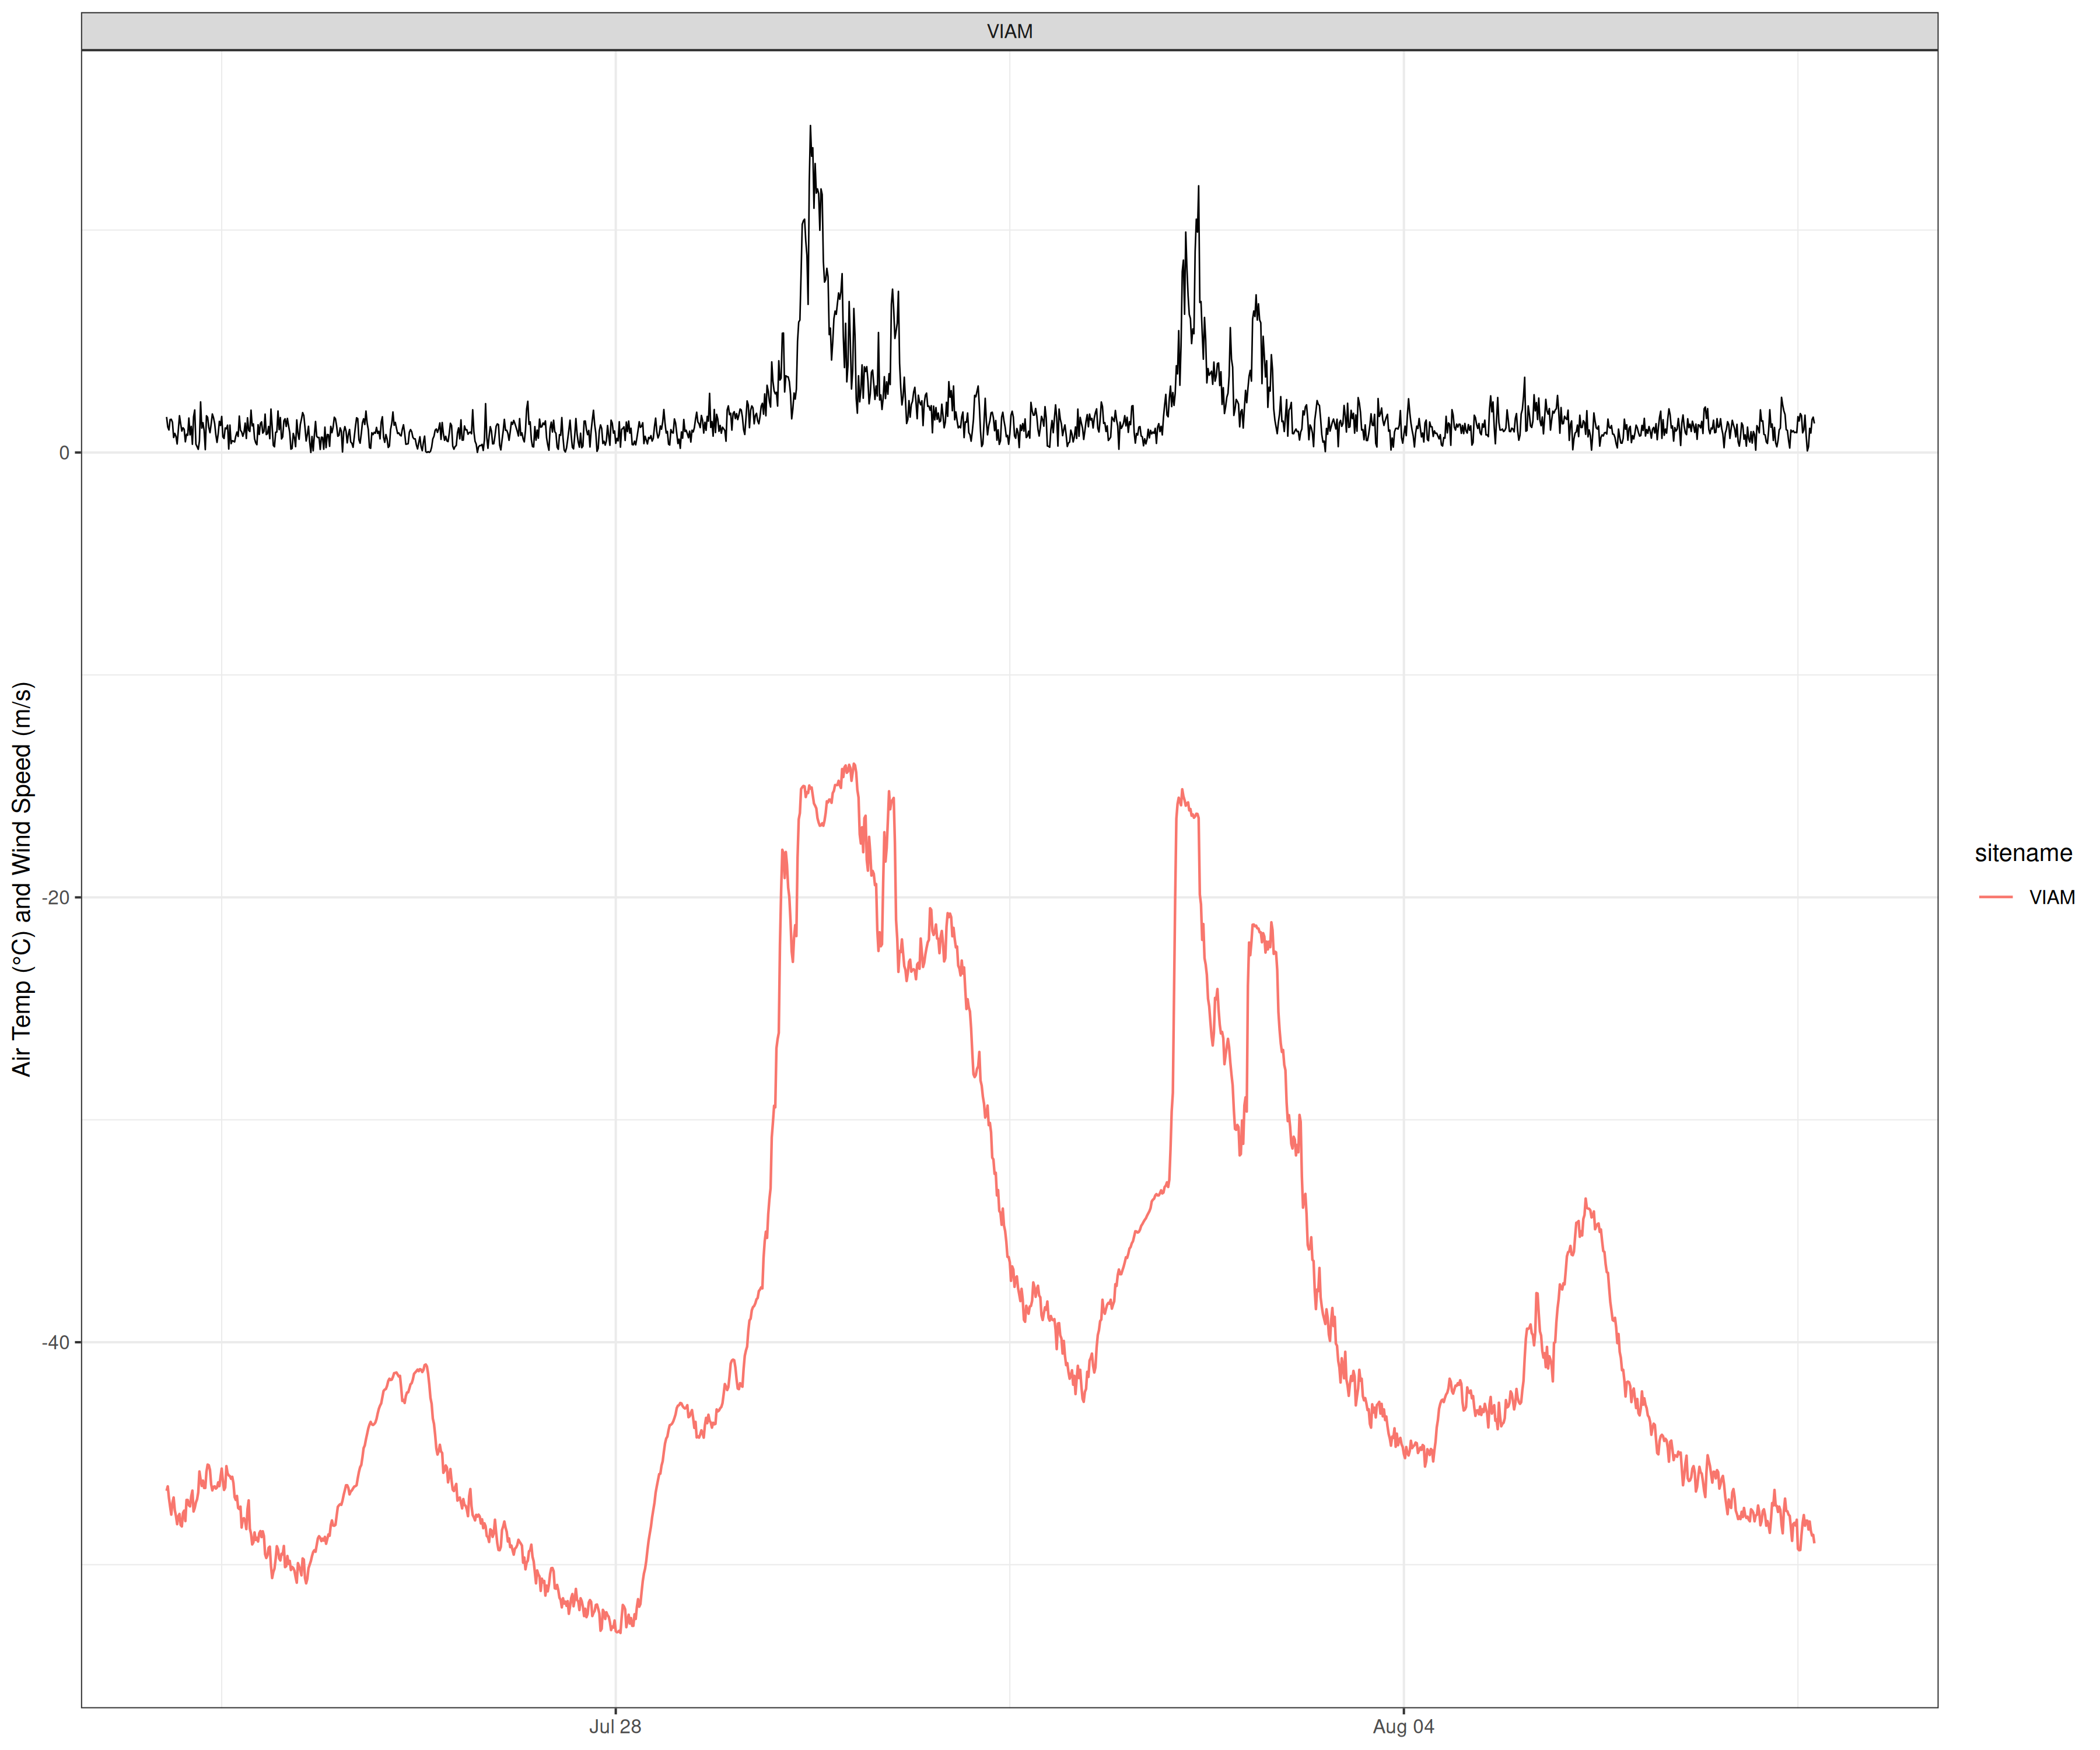 VIAM
Air Temp (°C) and Wind Speed (m/s)
0
-20
-40
Jul 28
Aug 04
sitename
VIAM